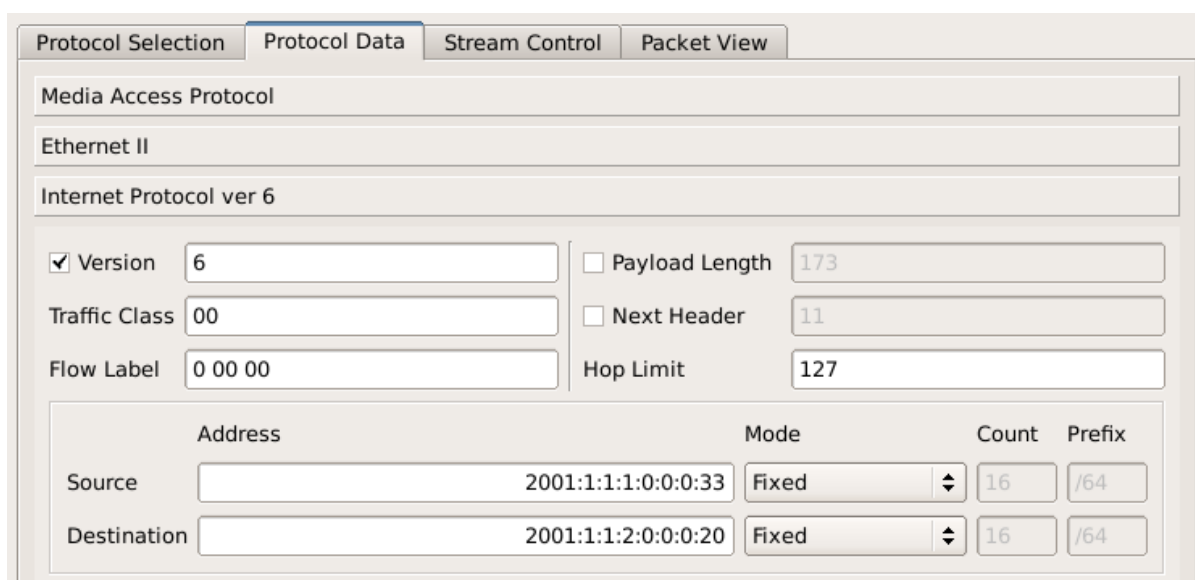 Protocol Selection Protocol Data Stream Control Packet View
Media Access Protocol
Ethernet II
Internet Protocol ver 6
Version 6 Payload Length 173
Traffic Class 00 Next Header 11
Flow Label 0 00 00 Hop Limit 127
Address Mode Count Prefix
Source 2001:1:1:1:0:0:0:33 Fixed 16 /64
Destination 2001:1:1:2:0:0:0:20 Fixed 16 /64